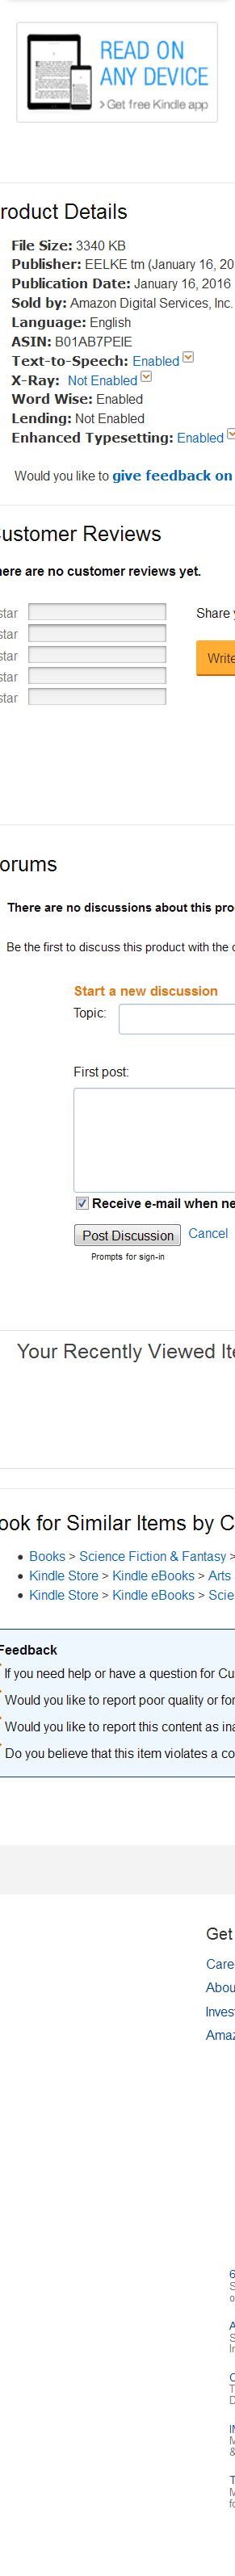 READ ON
ANY DEVICE
› Get free Kindle app
roduct Details
File Size: 3340 KB
Publisher: EELKE tm (January 16, 20
Publication Date: January 16, 2016
Sold by: Amazon Digital Services, Inc.
Language: English
ASIN: B01AB7PEIE
Text-to-Speech: Enabled
X-Ray: Not Enabled
Word Wise: Enabled
Lending: Not Enabled
Enhanced Typesetting: Enabled
Would you like to give feedback on
ustomer Reviews
ere are no customer reviews yet.
star
star
star
star
star
Share
Write
orums
There are no discussions about this pro
Be the first to discuss this product with the
Start a new discussion
Topic:
First post:
Receive e-mail when ne
Post Discussion Cancel
Prompts for sign-in
Your Recently Viewed Ite
ook for Similar Items by C
• Books > Science Fiction & Fantasy >
• Kindle Store > Kindle eBooks > Arts
• Kindle Store > Kindle eBooks > Scie
Feedback
If you need help or have a question for Cu
Would you like to report poor quality or for
Would you like to report this content as ina
Do you believe that this item violates a co
Get
Care
Abou
Inves
Amaz